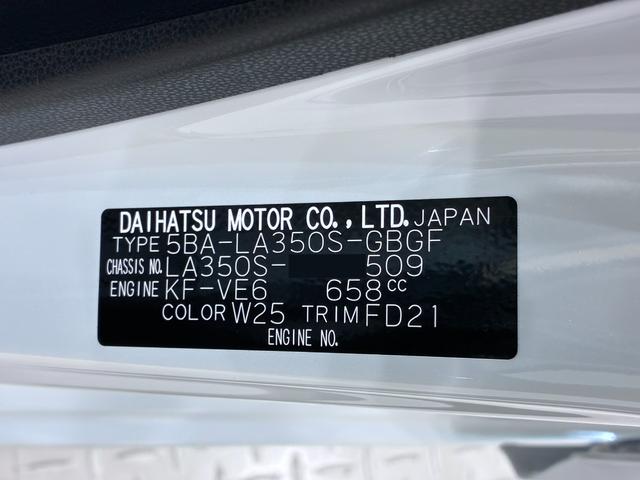 DAIHATSU MOTOR CO.,LTD. JAPAN
TYPE 5BA-LA350S-GBGF
CHASSIS NO. LA350S- 509
ENGINE KF-VE6 658cc
COLOR W25 TRIM FD21
ENGINE NO.